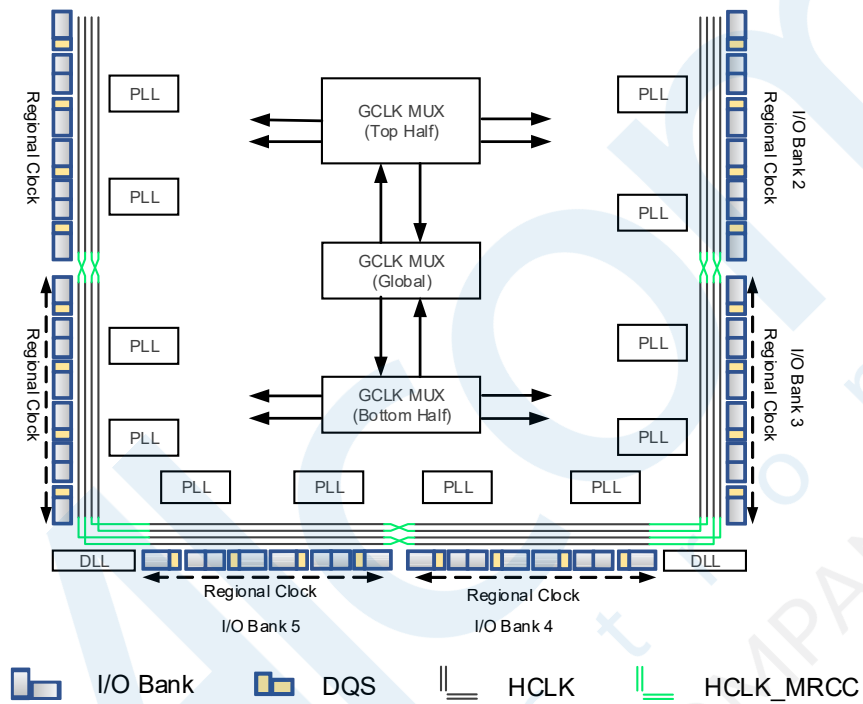 PLL
GCLK MUX
(Top Half)
PLL
Regional Clock
Regional Clock
I/O Bank 2
PLL
PLL
GCLK MUX
(Global)
PLL
PLL
Regional Clock
Regional Clock
I/O Bank 3
GCLK MUX
(Bottom Half)
PLL
PLL
PLL
PLL
PLL
PLL
DLL
DLL
Regional Clock
Regional Clock
I/O Bank 5
I/O Bank 4
I/O Bank
DQS
HCLK
HCLK_MRCC